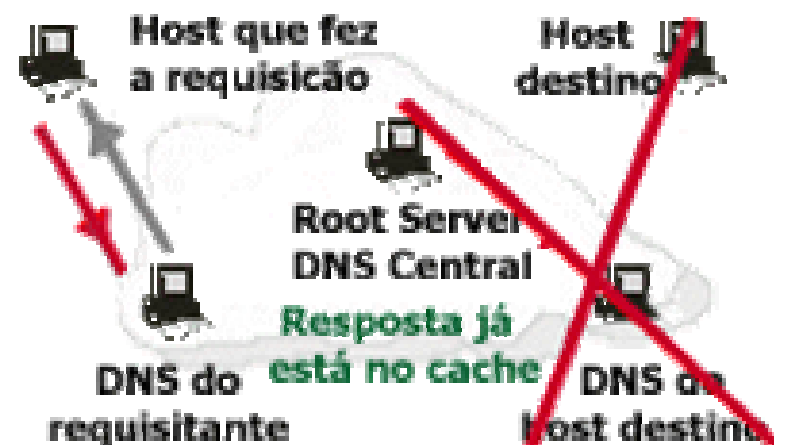 Host que fez
a requisicão
Host
destino
Root Server
DNS Central
Resposta já
está no cache
DNS do
requisitante
DNS do
host destino